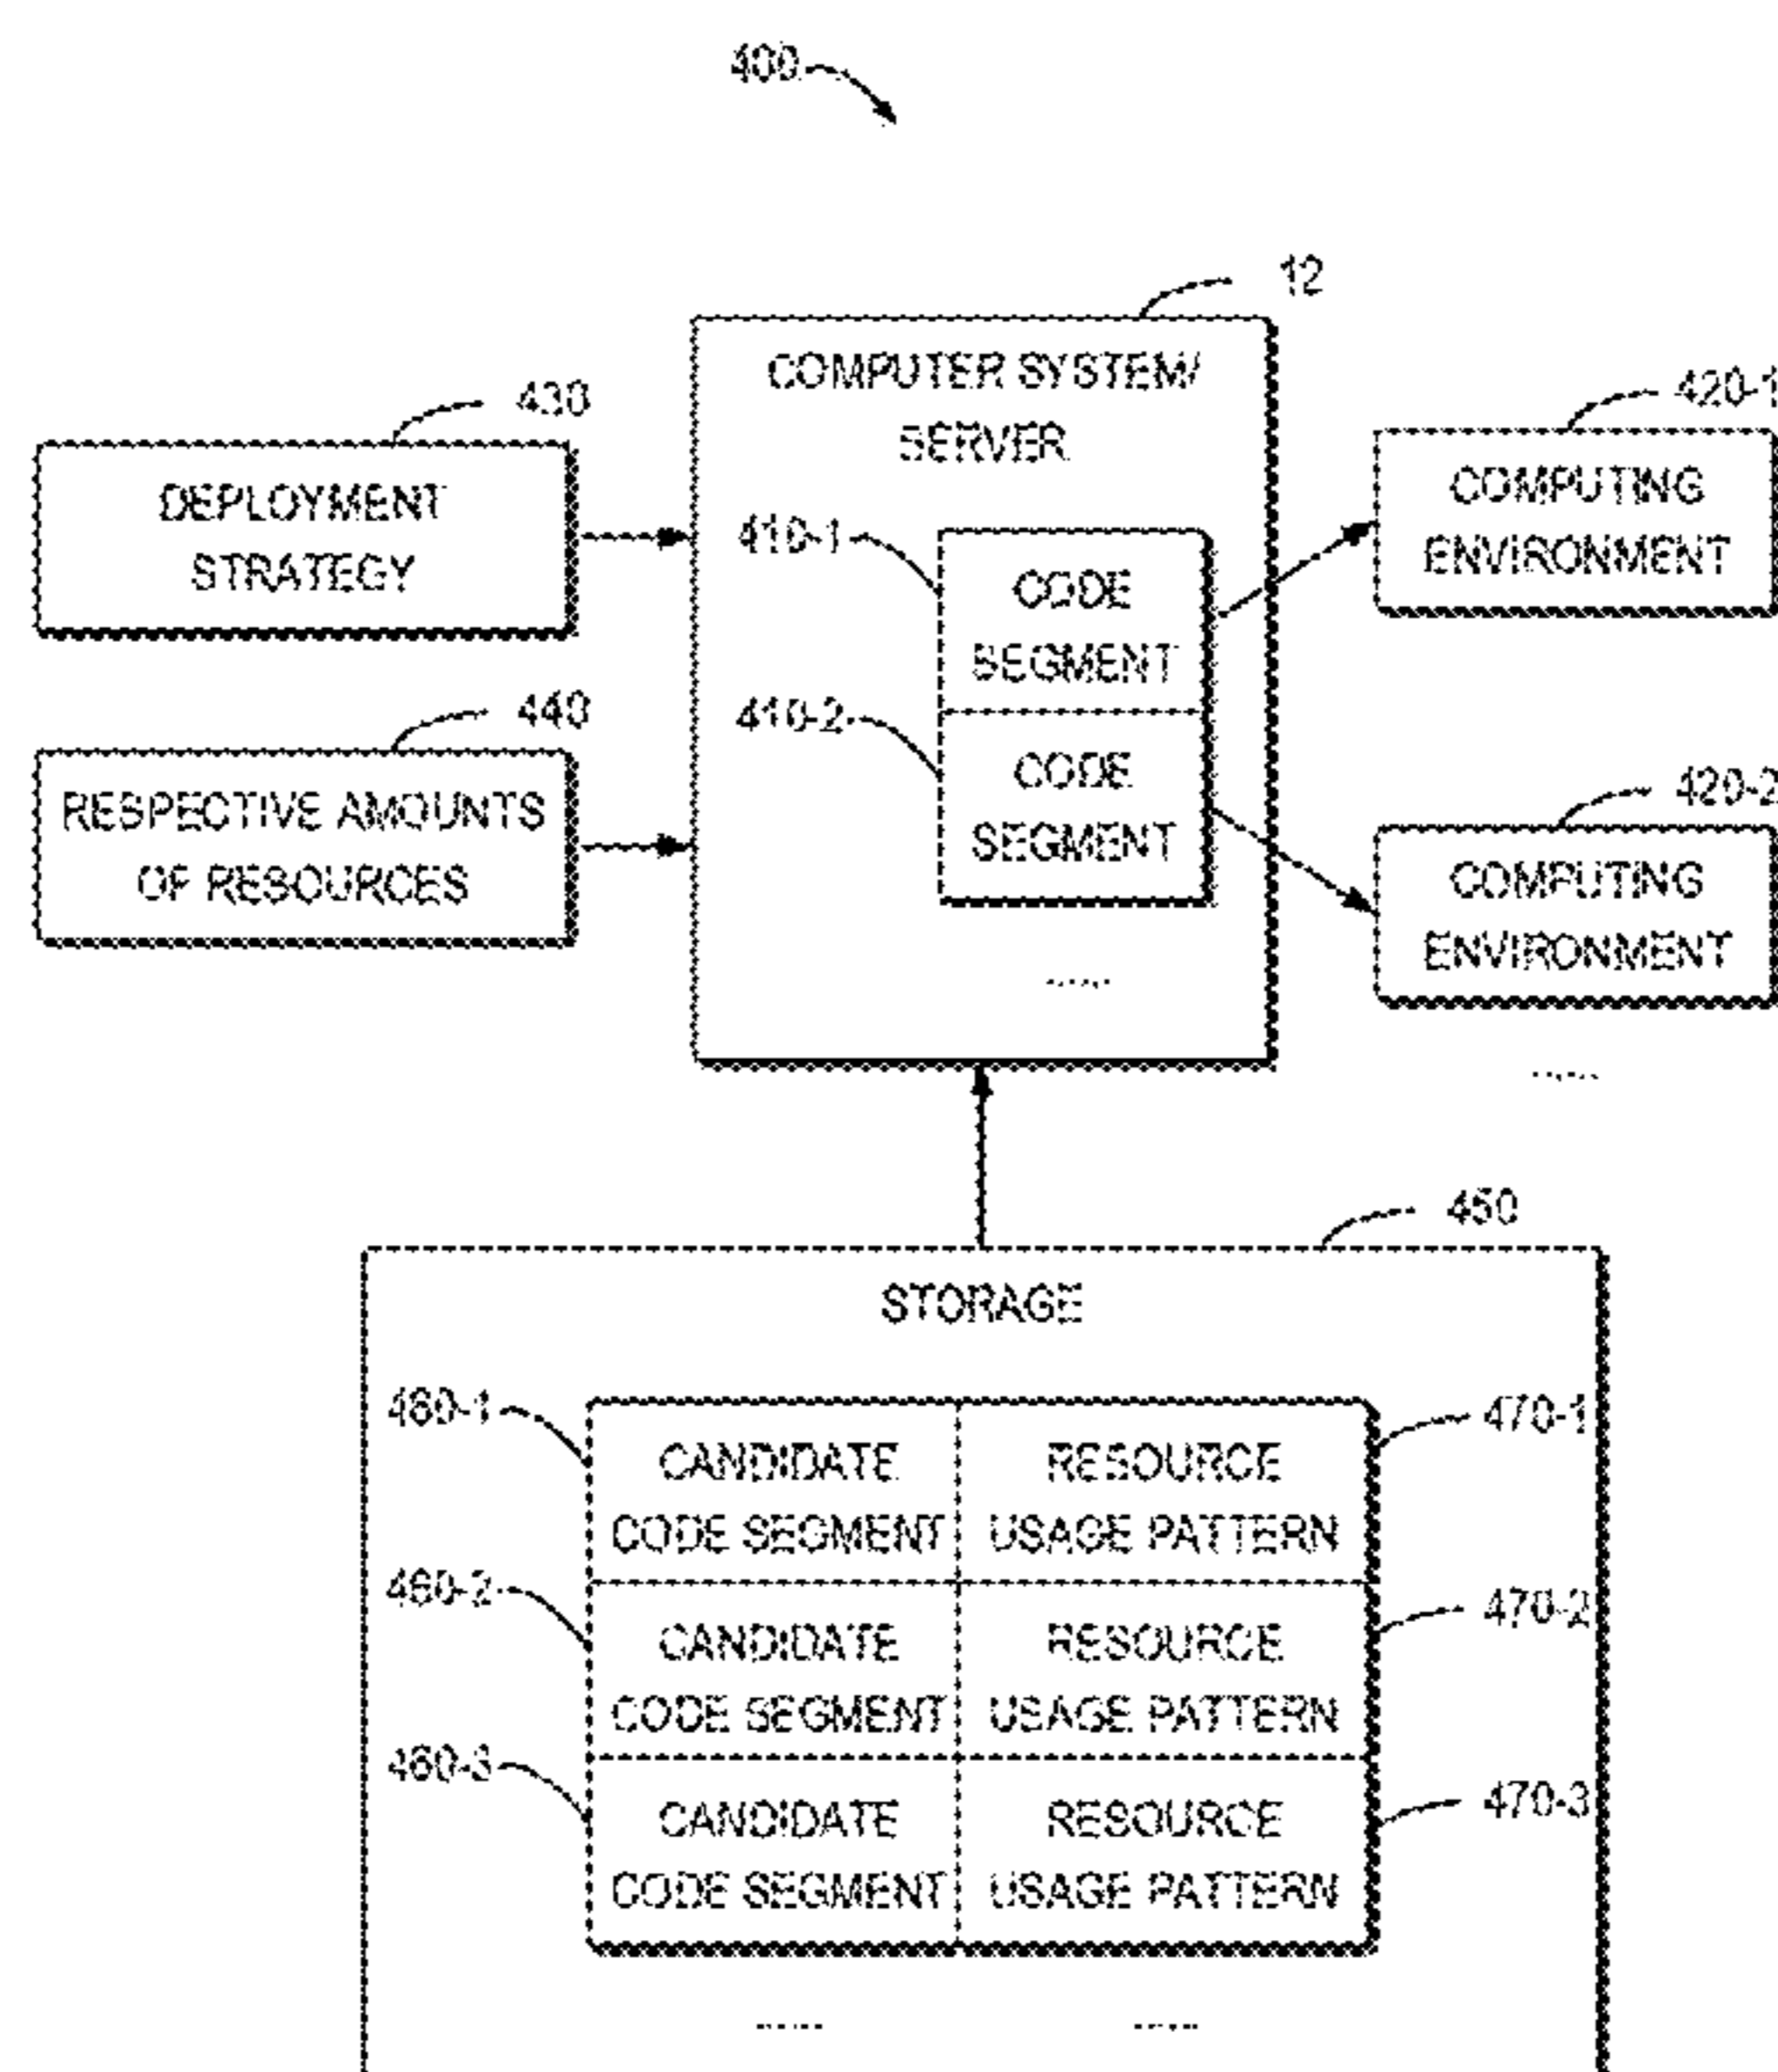 400
12
COMPUTER SYSTEM/
SERVER
430
DEPLOYMENT
STRATEGY
440
RESPECTIVE AMOUNTS
OF RESOURCES
410-1
CODE
SEGMENT
410-2
CODE
SEGMENT
......
420-1
COMPUTING
ENVIRONMENT
420-2
COMPUTING
ENVIRONMENT
......
450
STORAGE
460-1
CANDIDATE
CODE SEGMENT
RESOURCE
USAGE PATTERN
470-1
460-2
CANDIDATE
CODE SEGMENT
RESOURCE
USAGE PATTERN
470-2
460-3
CANDIDATE
CODE SEGMENT
RESOURCE
USAGE PATTERN
470-3
......
......